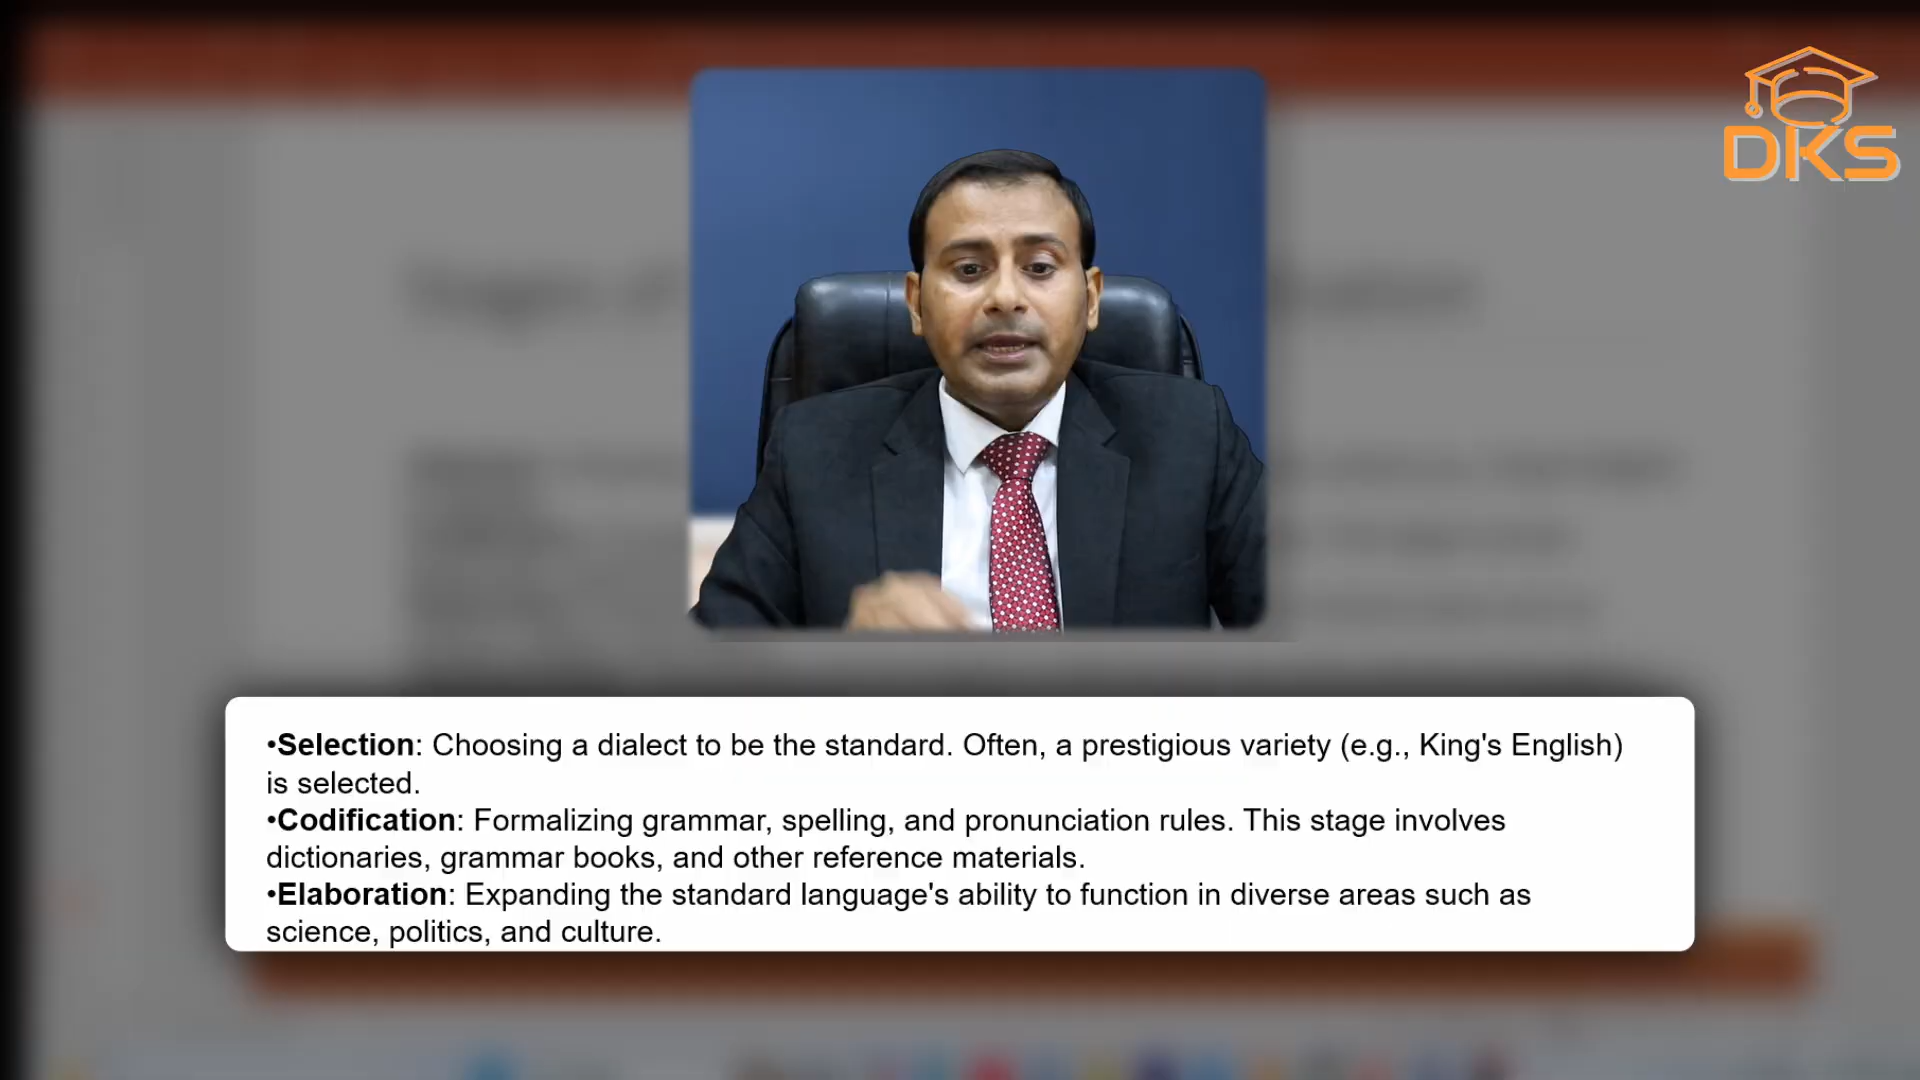 DKS
•Selection: Choosing a dialect to be the standard. Often, a prestigious variety (e.g., King's English)
is selected.
•Codification: Formalizing grammar, spelling, and pronunciation rules. This stage involves
dictionaries, grammar books, and other reference materials.
•Elaboration: Expanding the standard language's ability to function in diverse areas such as
science, politics, and culture.